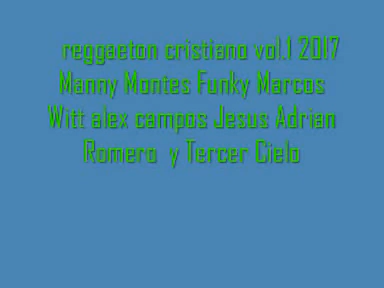 reggaeton cristiano vol.1 2017
Manny Montes Funky Marcos
Witt alex campos Jesus Adrian
Romero y Tercer Cielo